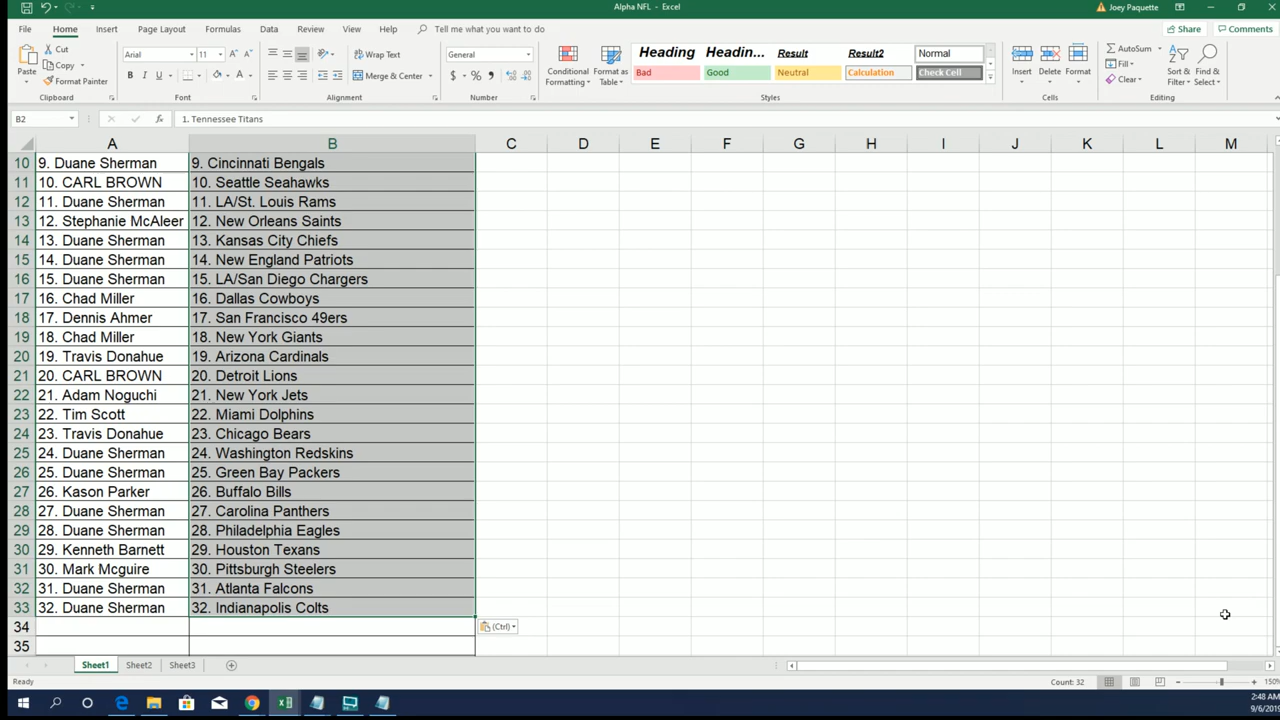 Alpha NFL - Excel
Joey Paquette
File Home Insert Page Layout Formulas Data Review View Help Tell me what you want to do Share Comments
Paste
Cut
Copy
Format Painter
Clipboard
Arial 11
B I U
Font
Wrap Text
Merge & Center
Alignment
General
$ % ,
Number
Conditional Formatting
Format as Table
Heading Headin... Result Result2 Normal
Bad Good Neutral Calculation Check Cell
Styles
Insert Delete Format
Cells
AutoSum
Fill
Clear
Sort & Filter
Find & Select
Editing
B2 fx 1. Tennessee Titans
A B C D E F G H I J K L M
10 9. Duane Sherman 9. Cincinnati Bengals
11 10. CARL BROWN 10. Seattle Seahawks
12 11. Duane Sherman 11. LA/St. Louis Rams
13 12. Stephanie McAleer 12. New Orleans Saints
14 13. Duane Sherman 13. Kansas City Chiefs
15 14. Duane Sherman 14. New England Patriots
16 15. Duane Sherman 15. LA/San Diego Chargers
17 16. Chad Miller 16. Dallas Cowboys
18 17. Dennis Ahmer 17. San Francisco 49ers
19 18. Chad Miller 18. New York Giants
20 19. Travis Donahue 19. Arizona Cardinals
21 20. CARL BROWN 20. Detroit Lions
22 21. Adam Noguchi 21. New York Jets
23 22. Tim Scott 22. Miami Dolphins
24 23. Travis Donahue 23. Chicago Bears
25 24. Duane Sherman 24. Washington Redskins
26 25. Duane Sherman 25. Green Bay Packers
27 26. Kason Parker 26. Buffalo Bills
28 27. Duane Sherman 27. Carolina Panthers
29 28. Duane Sherman 28. Philadelphia Eagles
30 29. Kenneth Barnett 29. Houston Texans
31 30. Mark Mcguire 30. Pittsburgh Steelers
32 31. Duane Sherman 31. Atlanta Falcons
33 32. Duane Sherman 32. Indianapolis Colts
34 (Ctrl)
35
Sheet1 Sheet2 Sheet3
Ready Count: 32 150%
2:48 AM
9/6/2019